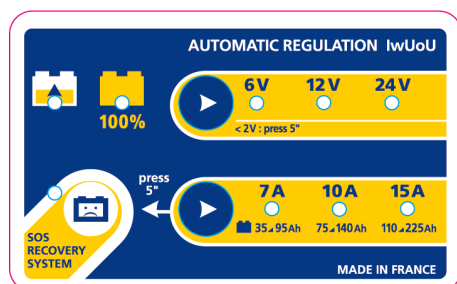 AUTOMATIC REGULATION IwUoU
6V 12V 24V
100%
< 2V : press 5"
press
5"
7A 10A 15A
35⊿95Ah 75⊿140Ah 110⊿225Ah
SOS
RECOVERY
SYSTEM
MADE IN FRANCE